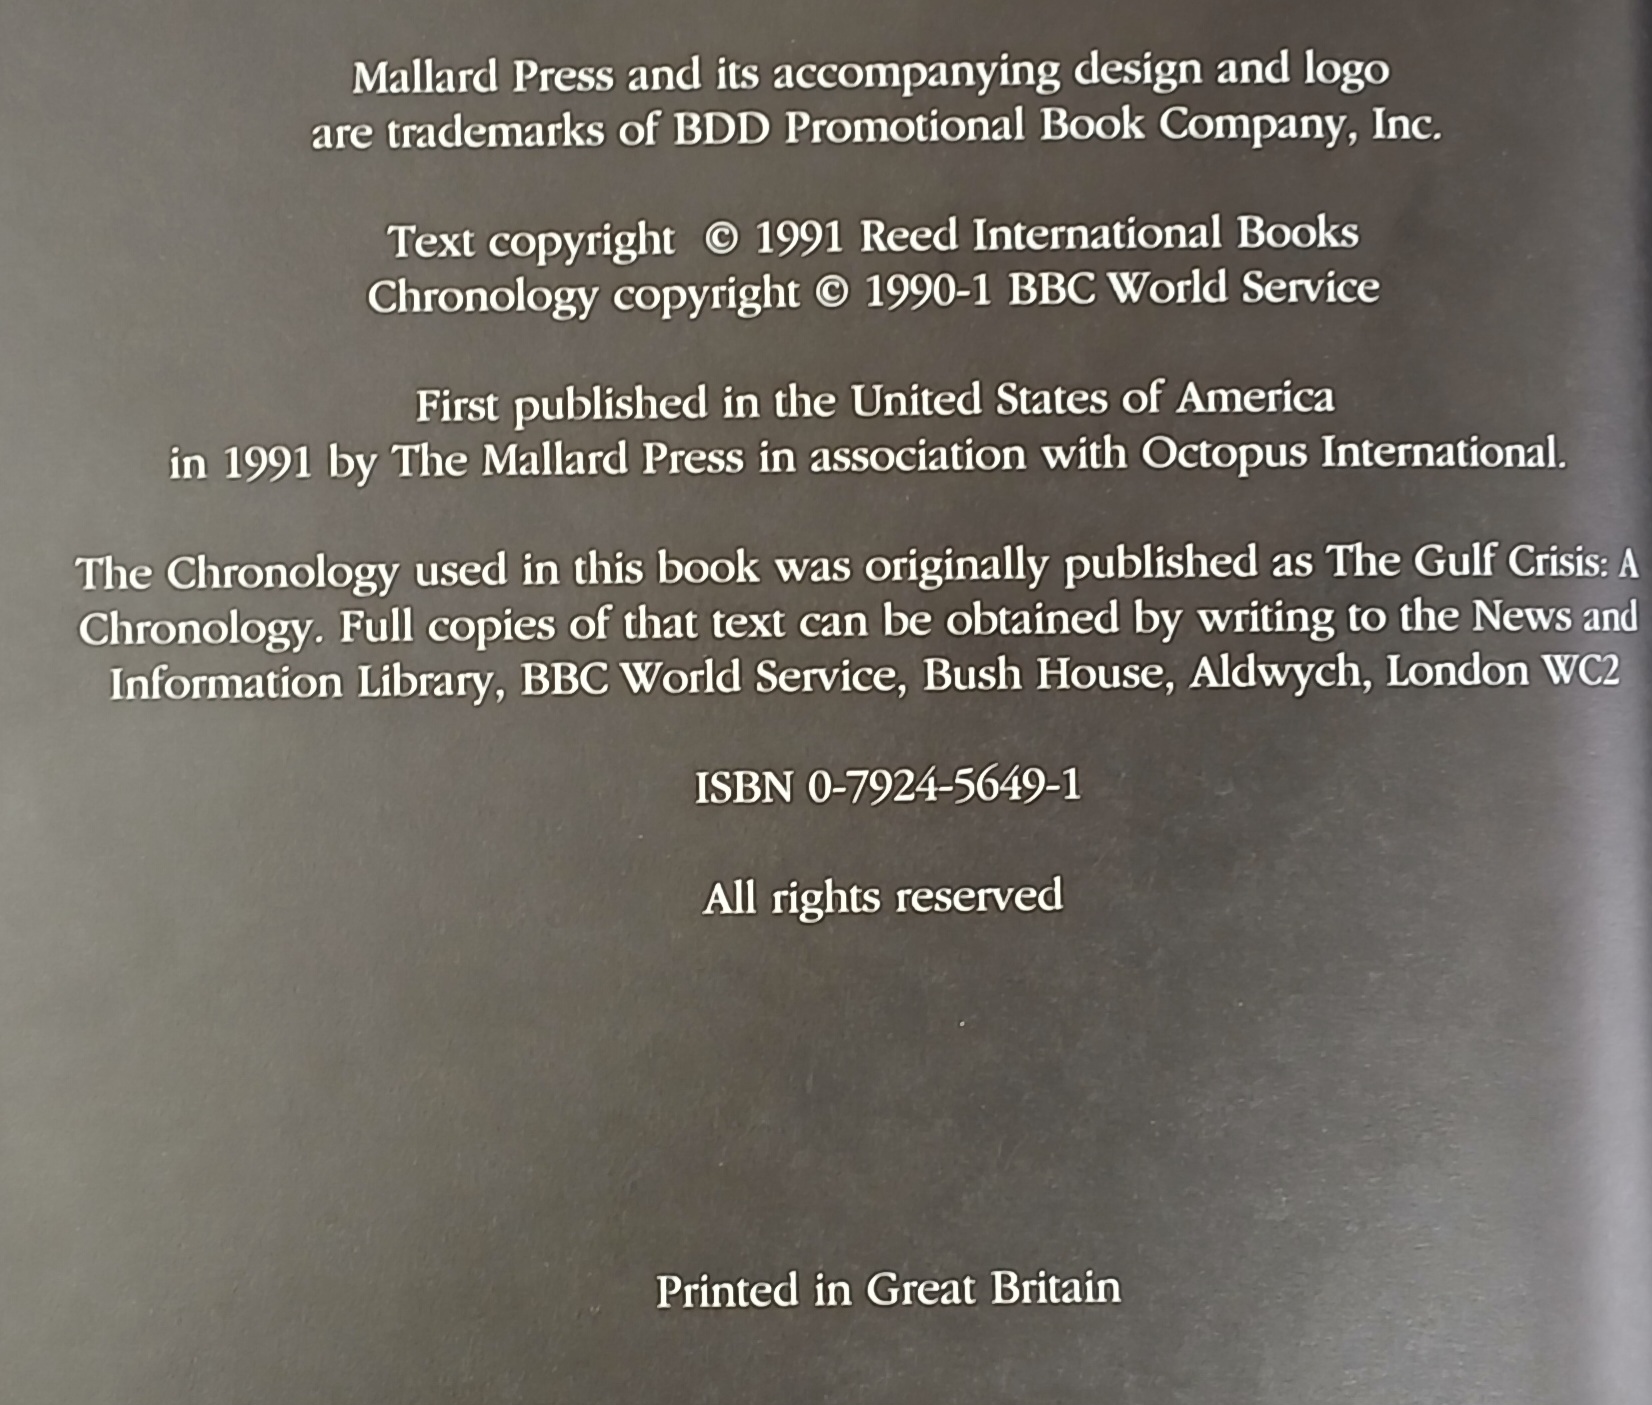 Mallard Press and its accompanying design and logo
are trademarks of BDD Promotional Book Company, Inc.
Text copyright © 1991 Reed International Books
Chronology copyright © 1990-1 BBC World Service
First published in the United States of America
in 1991 by The Mallard Press in association with Octopus International.
The Chronology used in this book was originally published as The Gulf Crisis: A
Chronology. Full copies of that text can be obtained by writing to the News and
Information Library, BBC World Service, Bush House, Aldwych, London WC2
ISBN 0-7924-5649-1
All rights reserved
Printed in Great Britain